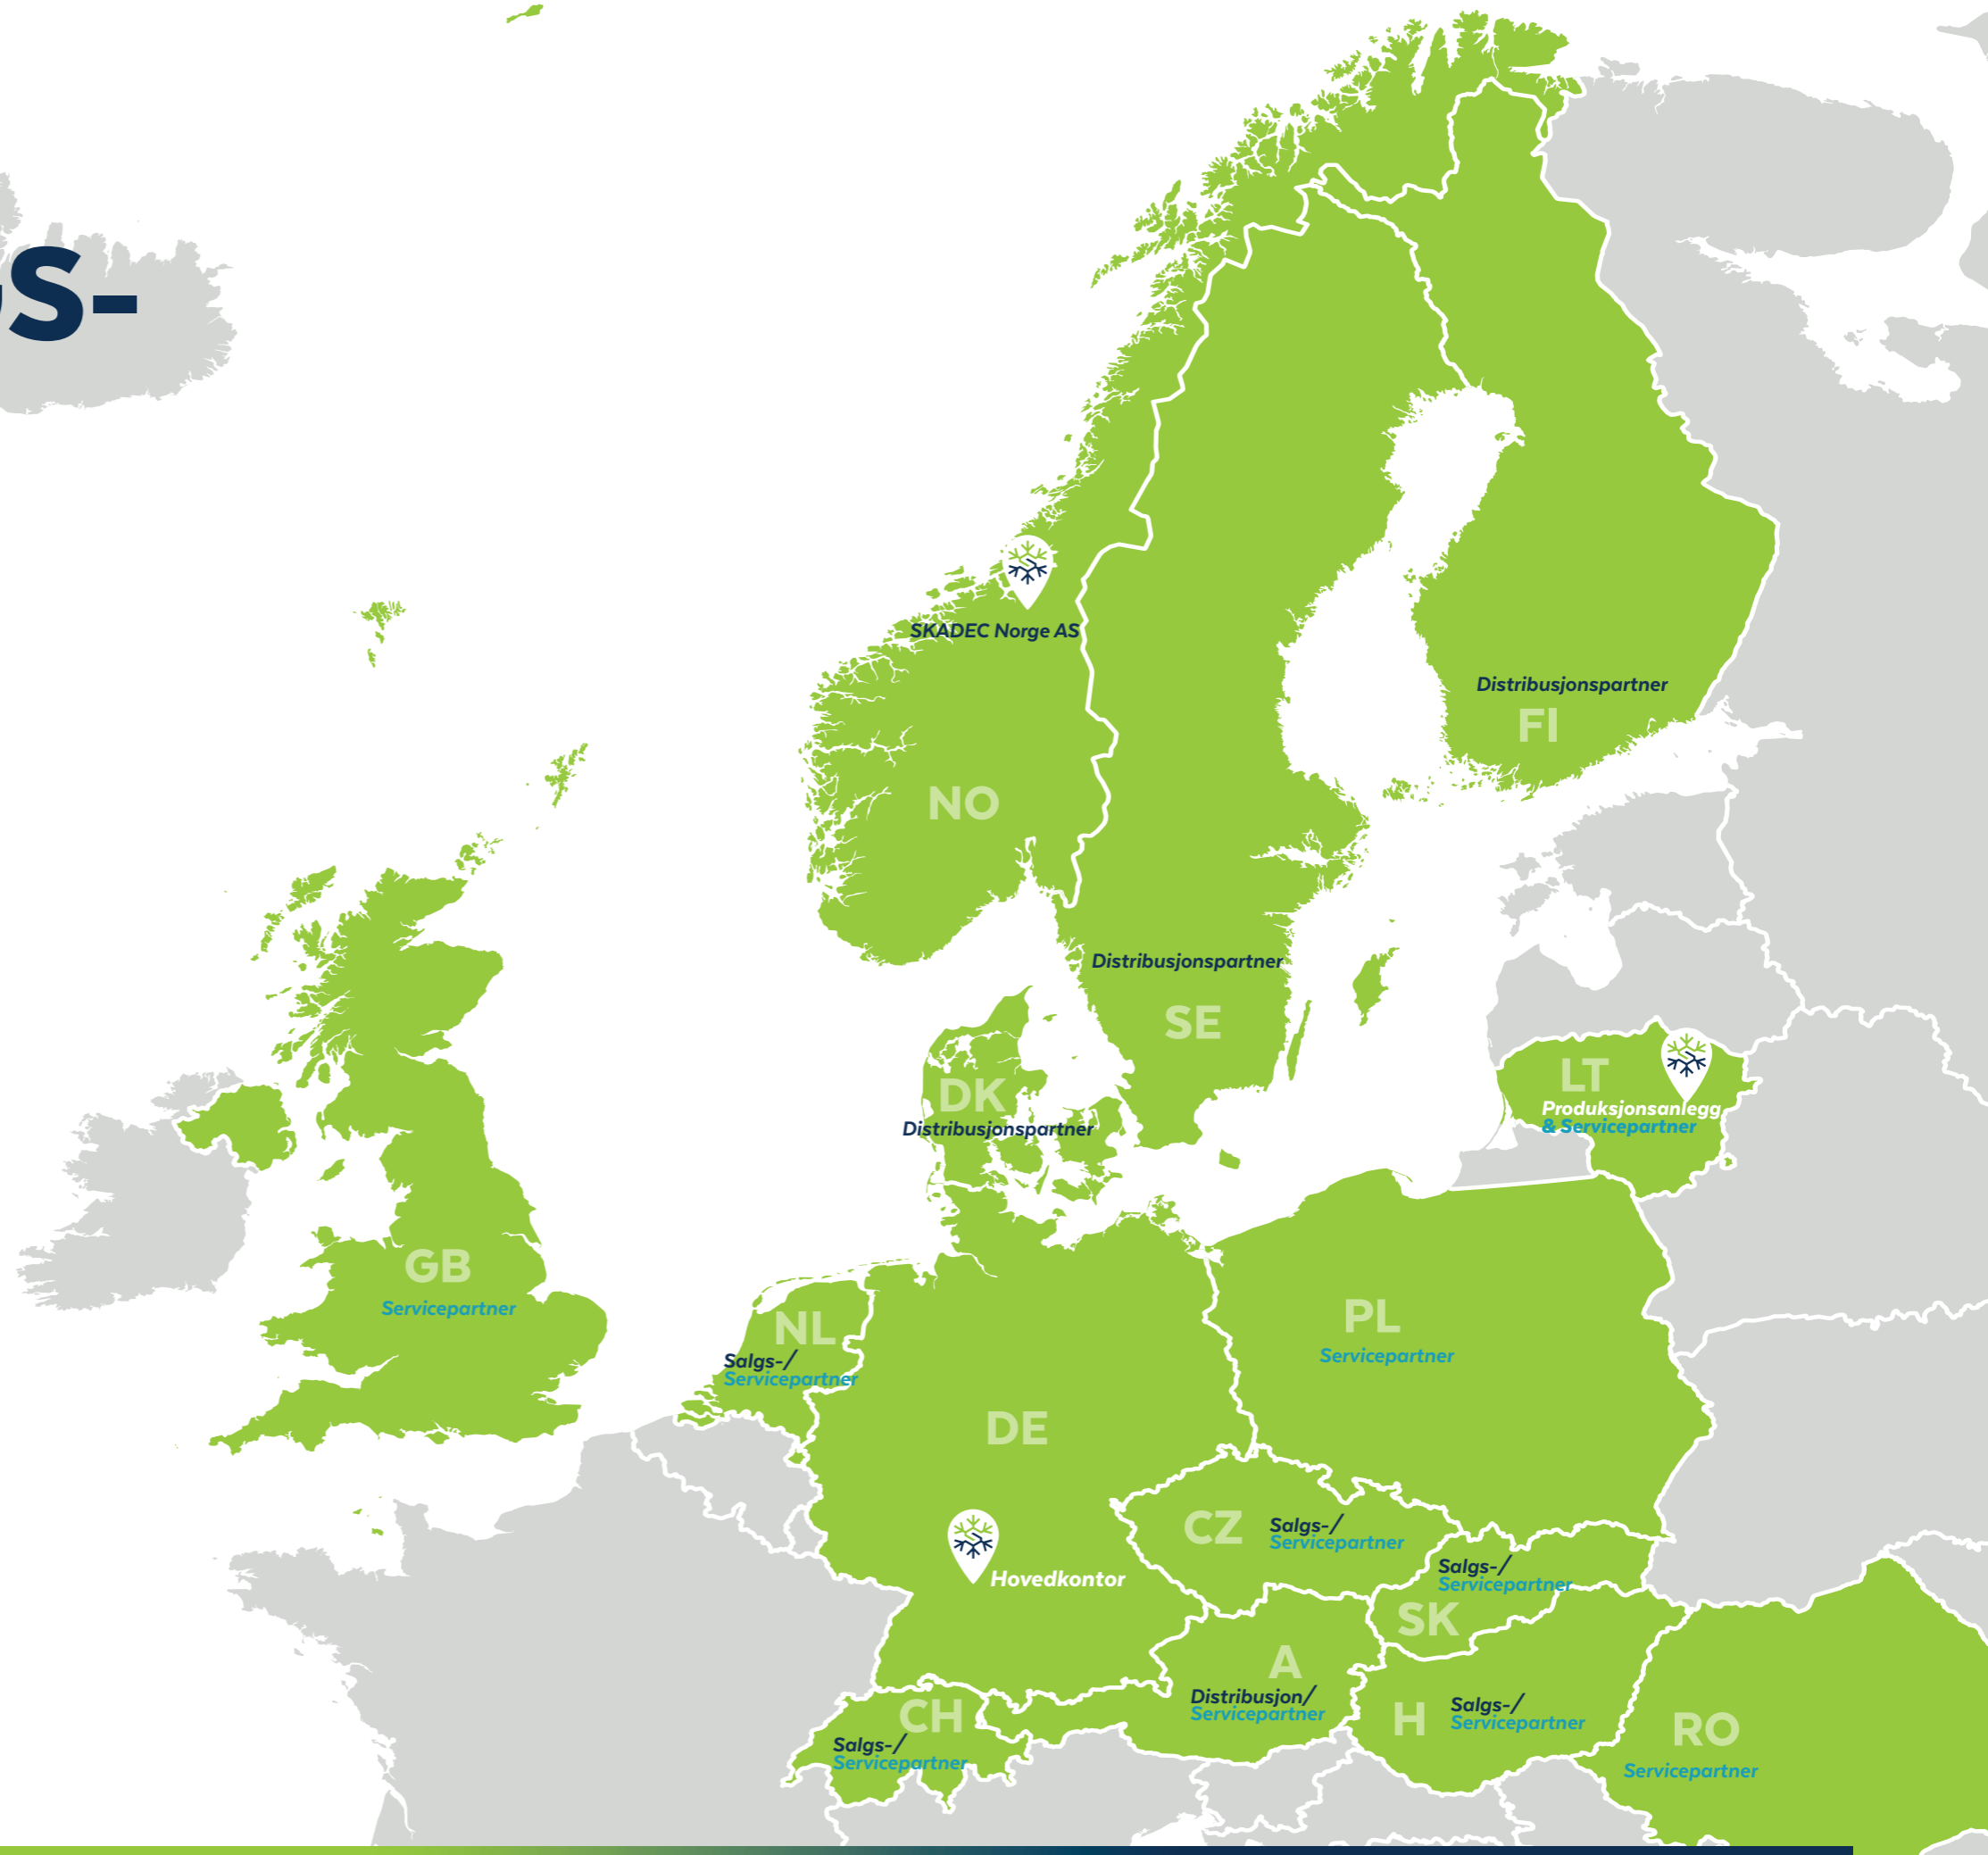 S-
SKADEC Norge AS
Distribusjonspartner
FI
NO
Distribusjonspartner
SE
DK
Distribusjonspartner
LT
Produksjonsanlegg
& Servicepartner
GB
Servicepartner
NL
Salgs-/
Servicepartner
PL
Servicepartner
DE
Hovedkontor
CZ
Salgs-/
Servicepartner
Salgs-/
Servicepartner
SK
A
Distribusjon/
Servicepartner
CH
Salgs-/
Servicepartner
H
Salgs-/
Servicepartner
RO
Servicepartner